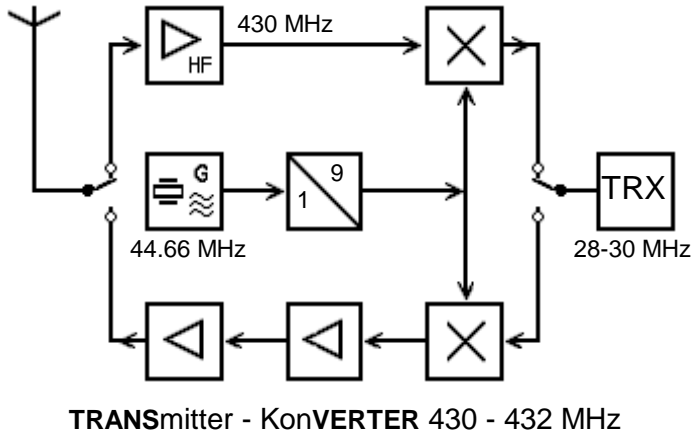 430 MHz
HF
G
9
1
TRX
44.66 MHz
28-30 MHz
TRANSmitter - KonVERTER 430 - 432 MHz